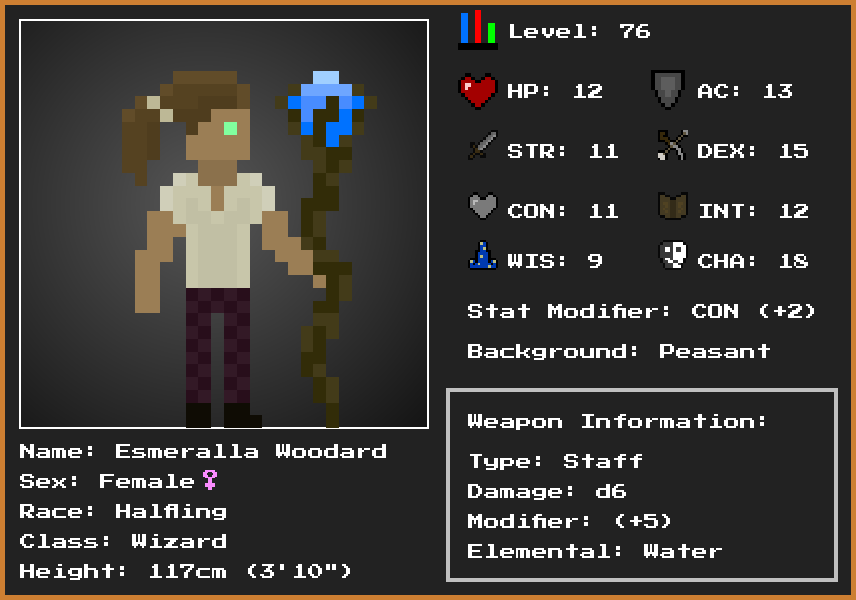 Level: 76
HP: 12 AC: 13
STR: 11 DEX: 15
CON: 11 INT: 12
WIS: 9 CHA: 18
Stat Modifier: CON (+2)
Background: Peasant
Weapon Information:
Type: Staff
Damage: d6
Modifier: (+5)
Elemental: Water
Name: Esmeralla Woodard
Sex: Female♀
Race: Halfling
Class: Wizard
Height: 117cm (3'10")